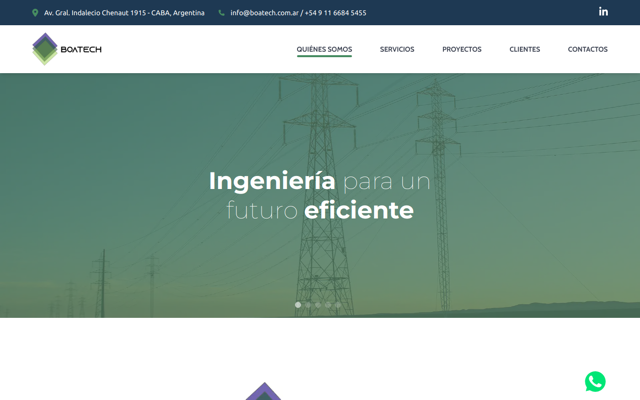 Av. Gral. Indalecio Chenaut 1915 - CABA, Argentina
info@boatech.com.ar / +54 9 11 6684 5455
in
BOATECH
QUIÉNES SOMOS
SERVICIOS
PROYECTOS
CLIENTES
CONTACTOS
Ingeniería para un
futuro eficiente